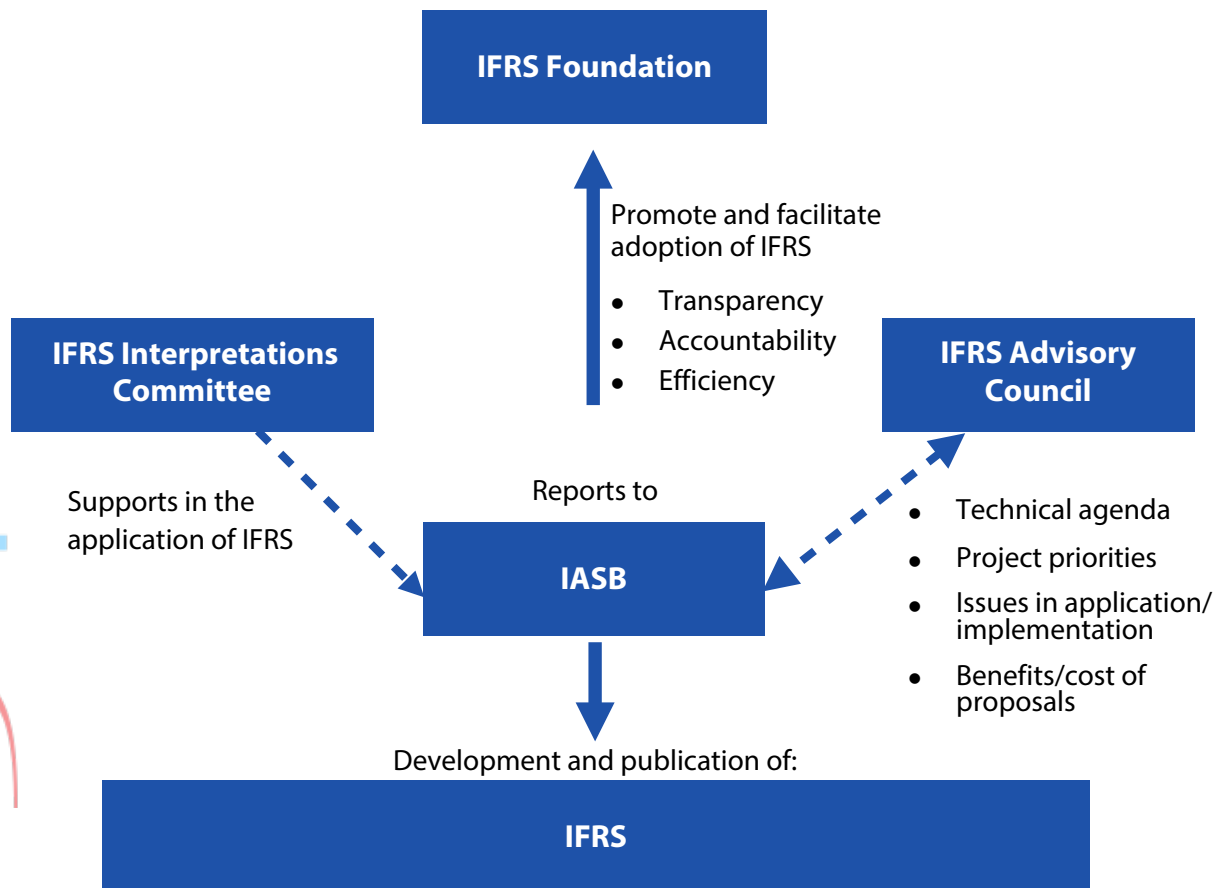 IFRS Foundation
Promote and facilitate
adoption of IFRS
● Transparency
● Accountability
● Efficiency
IFRS Interpretations
Committee
IFRS Advisory
Council
Supports in the
application of IFRS
Reports to
IASB
● Technical agenda
● Project priorities
● Issues in application/
implementation
● Benefits/cost of
proposals
Development and publication of:
IFRS